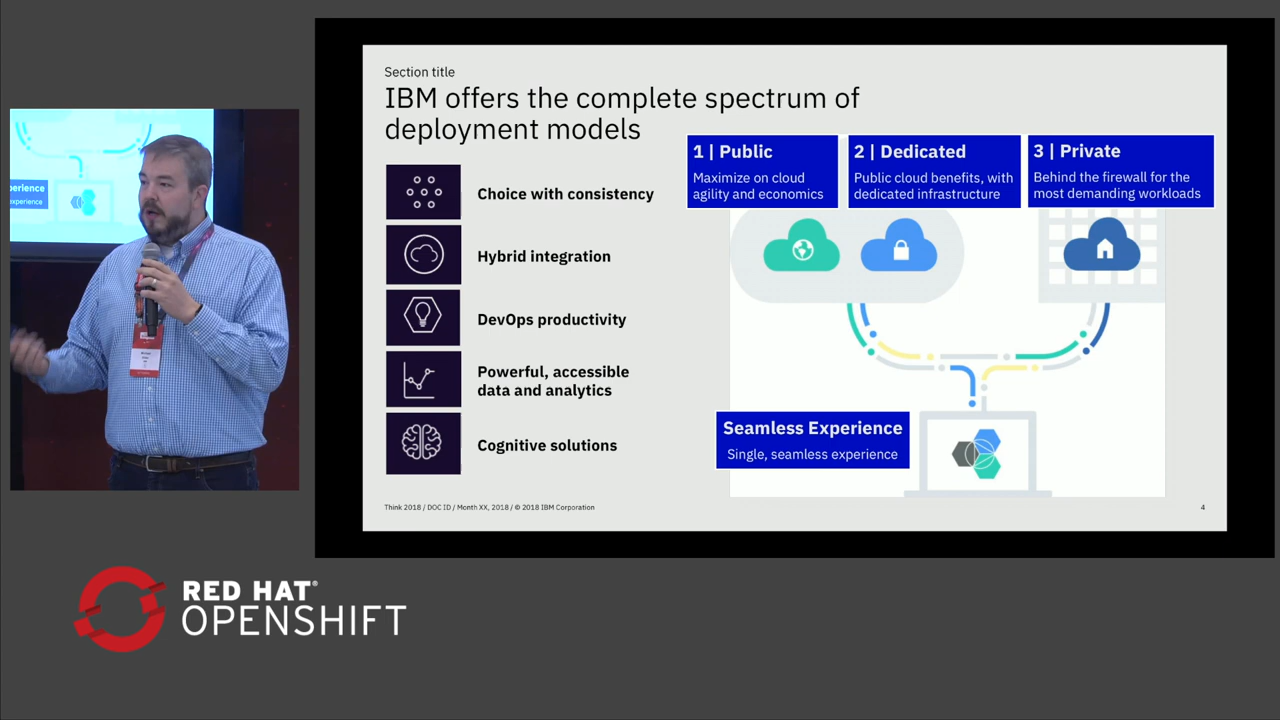 Section title
IBM offers the complete spectrum of
deployment models
1 | Public
Maximize on cloud
agility and economics
2 | Dedicated
Public cloud benefits, with
dedicated infrastructure
3 | Private
Behind the firewall for the
most demanding workloads
Choice with consistency
Hybrid integration
DevOps productivity
Powerful, accessible
data and analytics
Cognitive solutions
Seamless Experience
Single, seamless experience
Think 2018 / DOC ID / Month XX, 2018 / © 2018 IBM Corporation
4
erience
experience
RED HAT®
OPENSHIFT